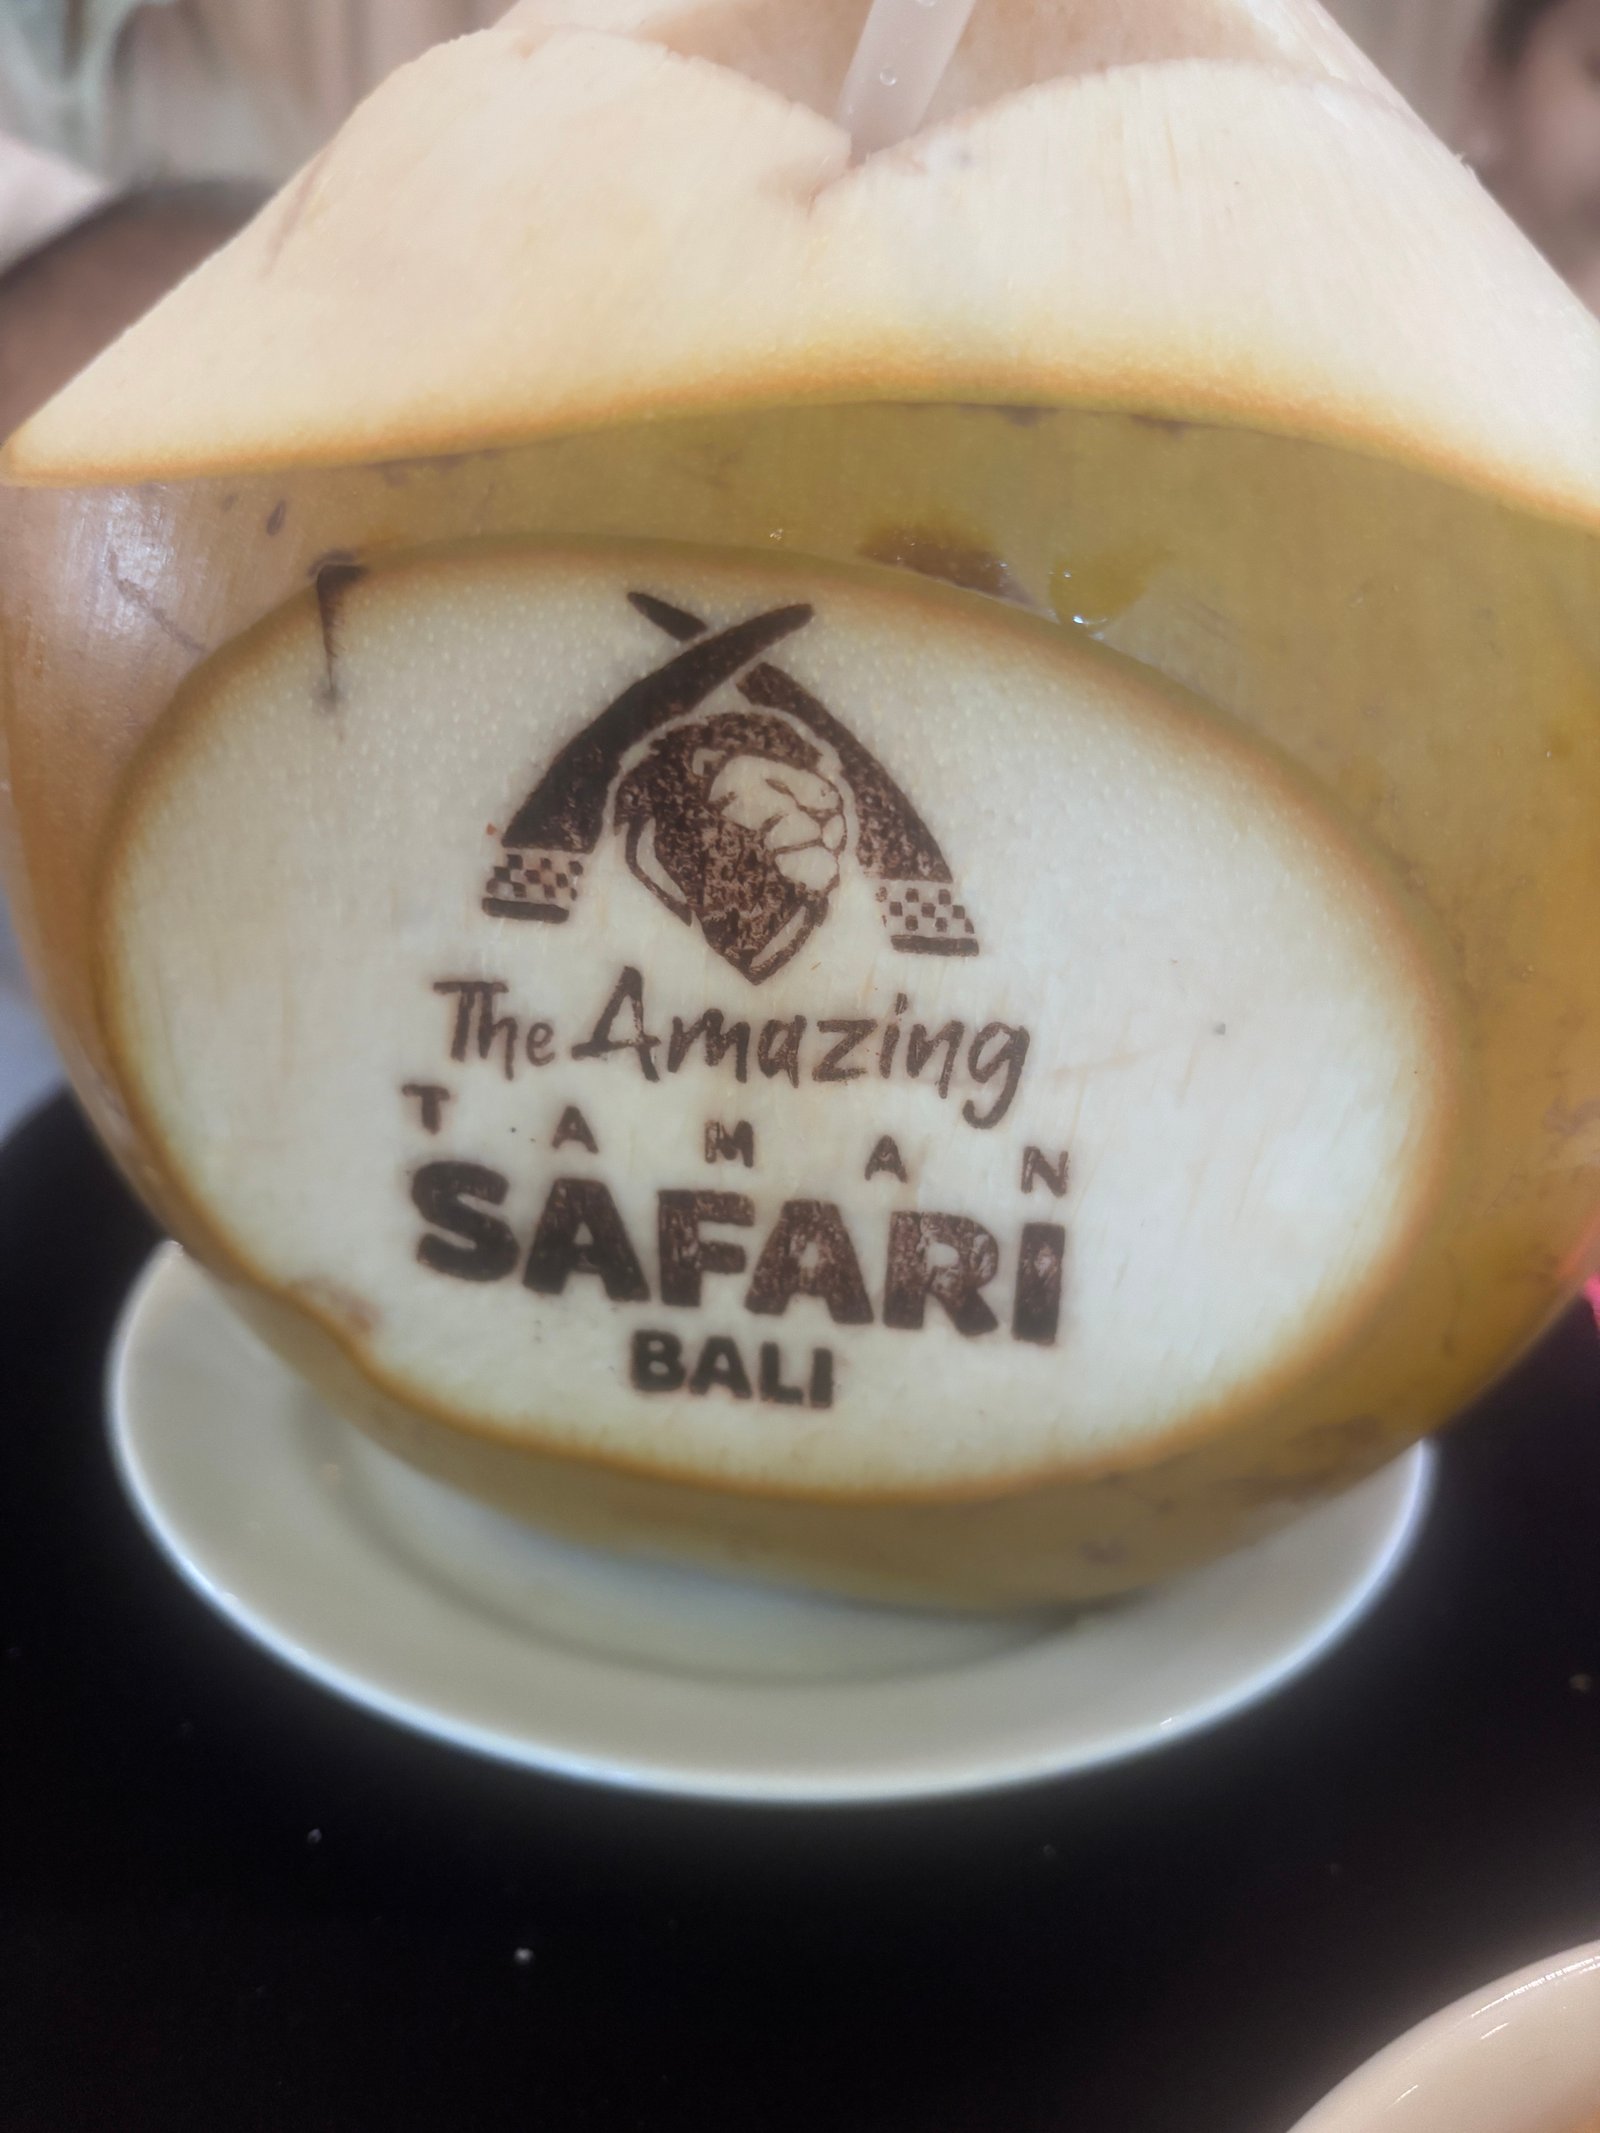 The Amazing
TAMAN
SAFARI
BALI